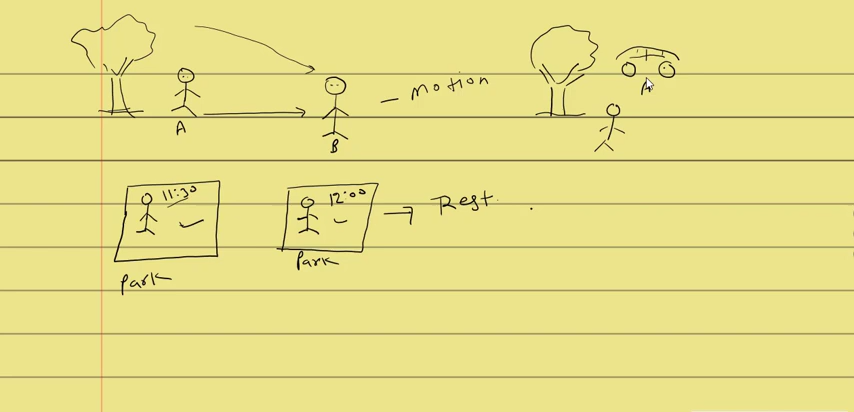 A
B
- motion
A
11:30
12:00
→ Rest.
Park
Park